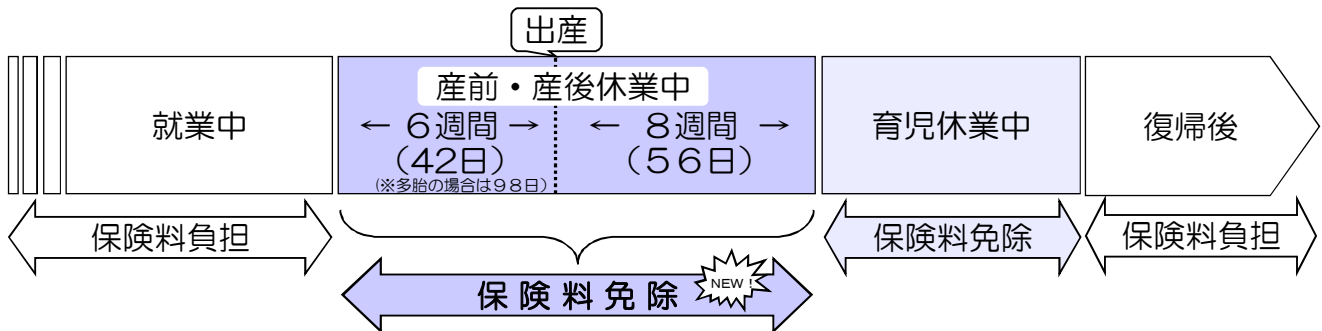 出産
産前・産後休業中
就業中
← ６週間 →
（４２日）
（※多胎の場合は９８日）
← ８週間 →
（５６日）
育児休業中
復帰後
保険料負担
保険料免除
NEW！
保険料免除
保険料負担